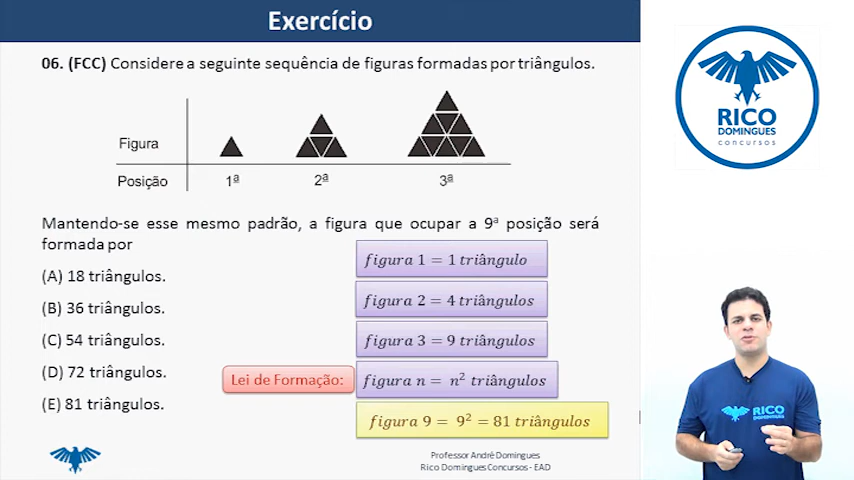 Exercício
06. (FCC) Considere a seguinte sequência de figuras formadas por triângulos.
Figura
Posição 1ª 2ª 3ª
Mantendo-se esse mesmo padrão, a figura que ocupar a 9ª posição será
formada por
(A) 18 triângulos.
(B) 36 triângulos.
(C) 54 triângulos.
(D) 72 triângulos.
(E) 81 triângulos.
figura 1 = 1 triângulo
figura 2 = 4 triângulos
figura 3 = 9 triângulos
Lei de Formação: figura n = n² triângulos
figura 9 = 9² = 81 triângulos
Professor André Domingues
Rico Domingues Concursos - EAD
RICO
DOMINGUES
concursos
RICO
DOMINGUES